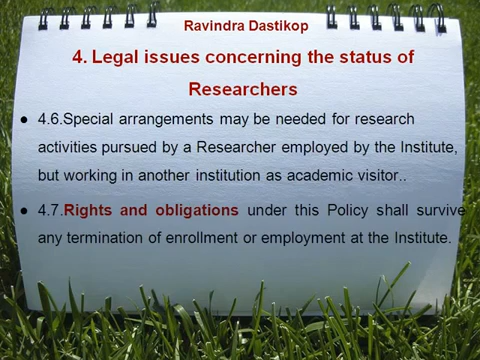 Ravindra Dastikop
4. Legal issues concerning the status of
Researchers
• 4.6.Special arrangements may be needed for research
activities pursued by a Researcher employed by the Institute,
but working in another institution as academic visitor..
• 4.7.Rights and obligations under this Policy shall survive
any termination of enrollment or employment at the Institute.